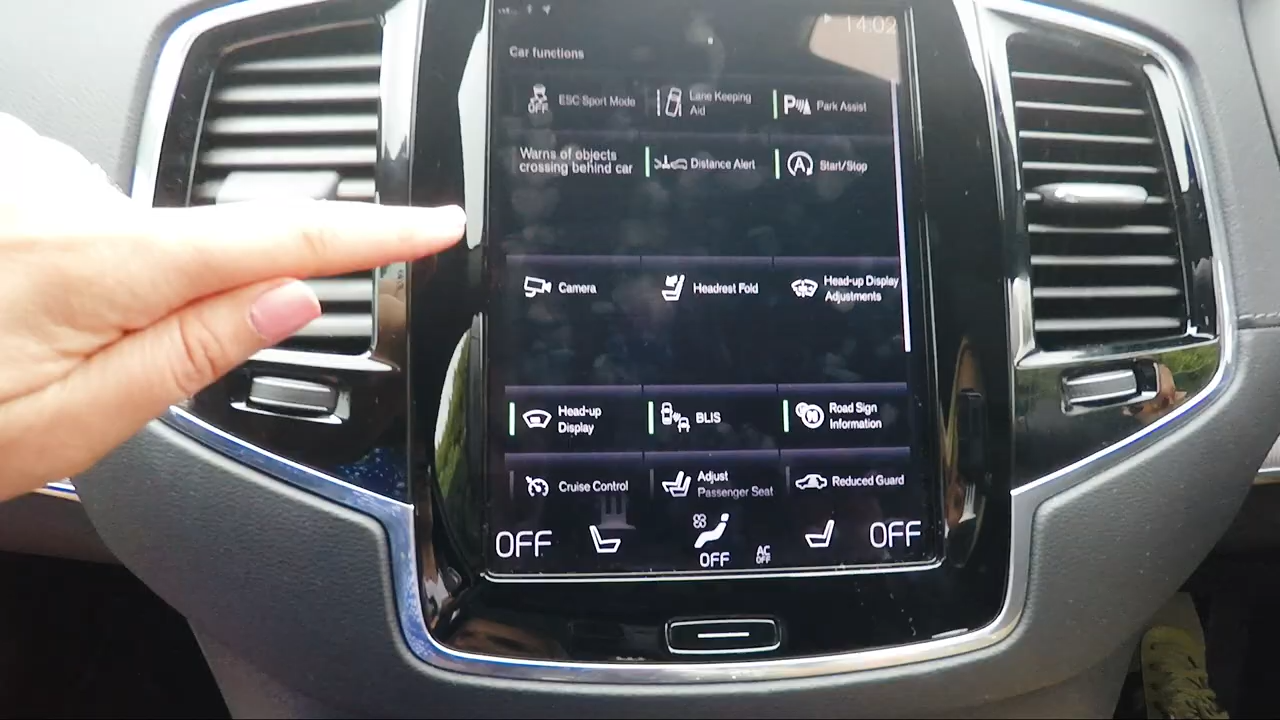 14:02
Car functions
OFF ESC Sport Mode
Lane Keeping
Aid
Park Assist
Warns of objects
crossing behind car
Distance Alert
A Start/Stop
Camera
Headrest Fold
Head-up Display
Adjustments
Head-up
Display
BLIS
Road Sign
Information
Cruise Control
Adjust
Passenger Seat
Reduced Guard
OFF
OFF
AC
OFF
OFF